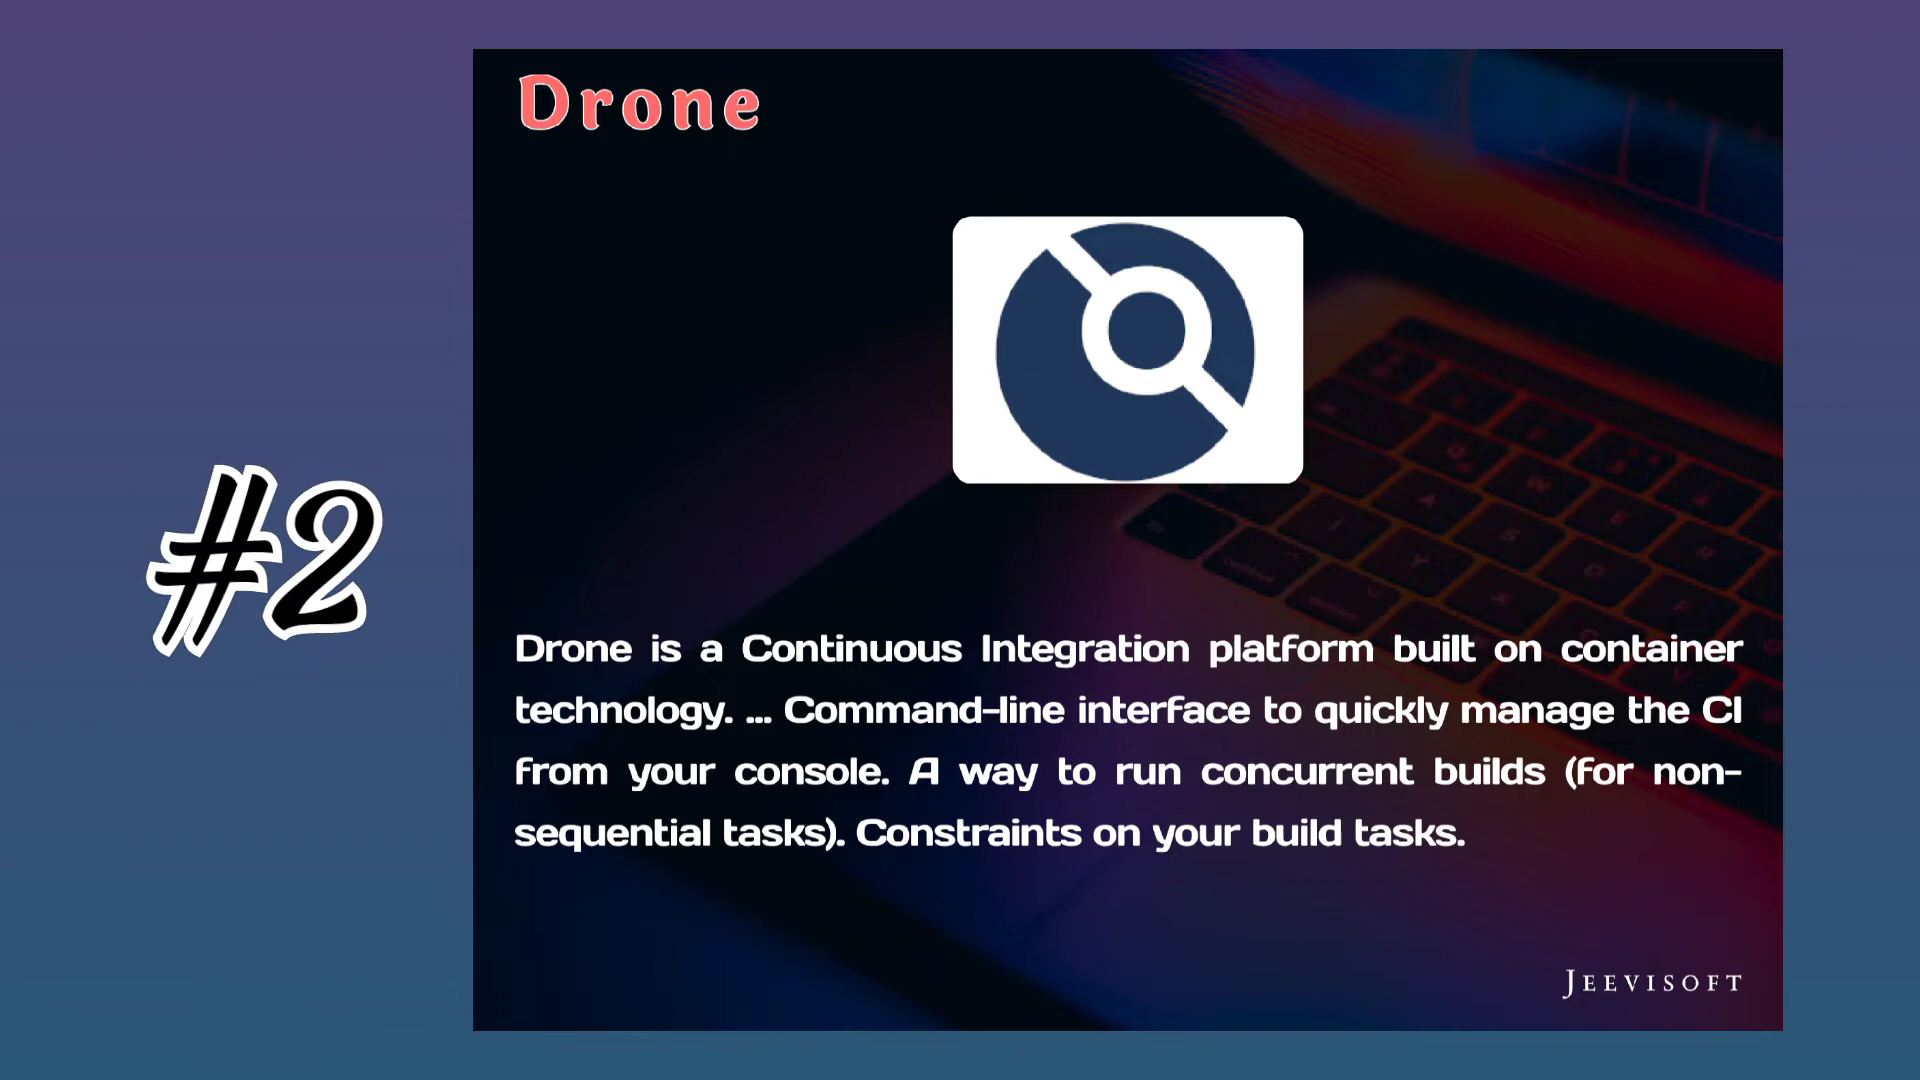 Drone
#2
Drone is a Continuous Integration platform built on container
technology. ... Command-line interface to quickly manage the CI
from your console. A way to run concurrent builds (for non-
sequential tasks). Constraints on your build tasks.
JEEVISOFT